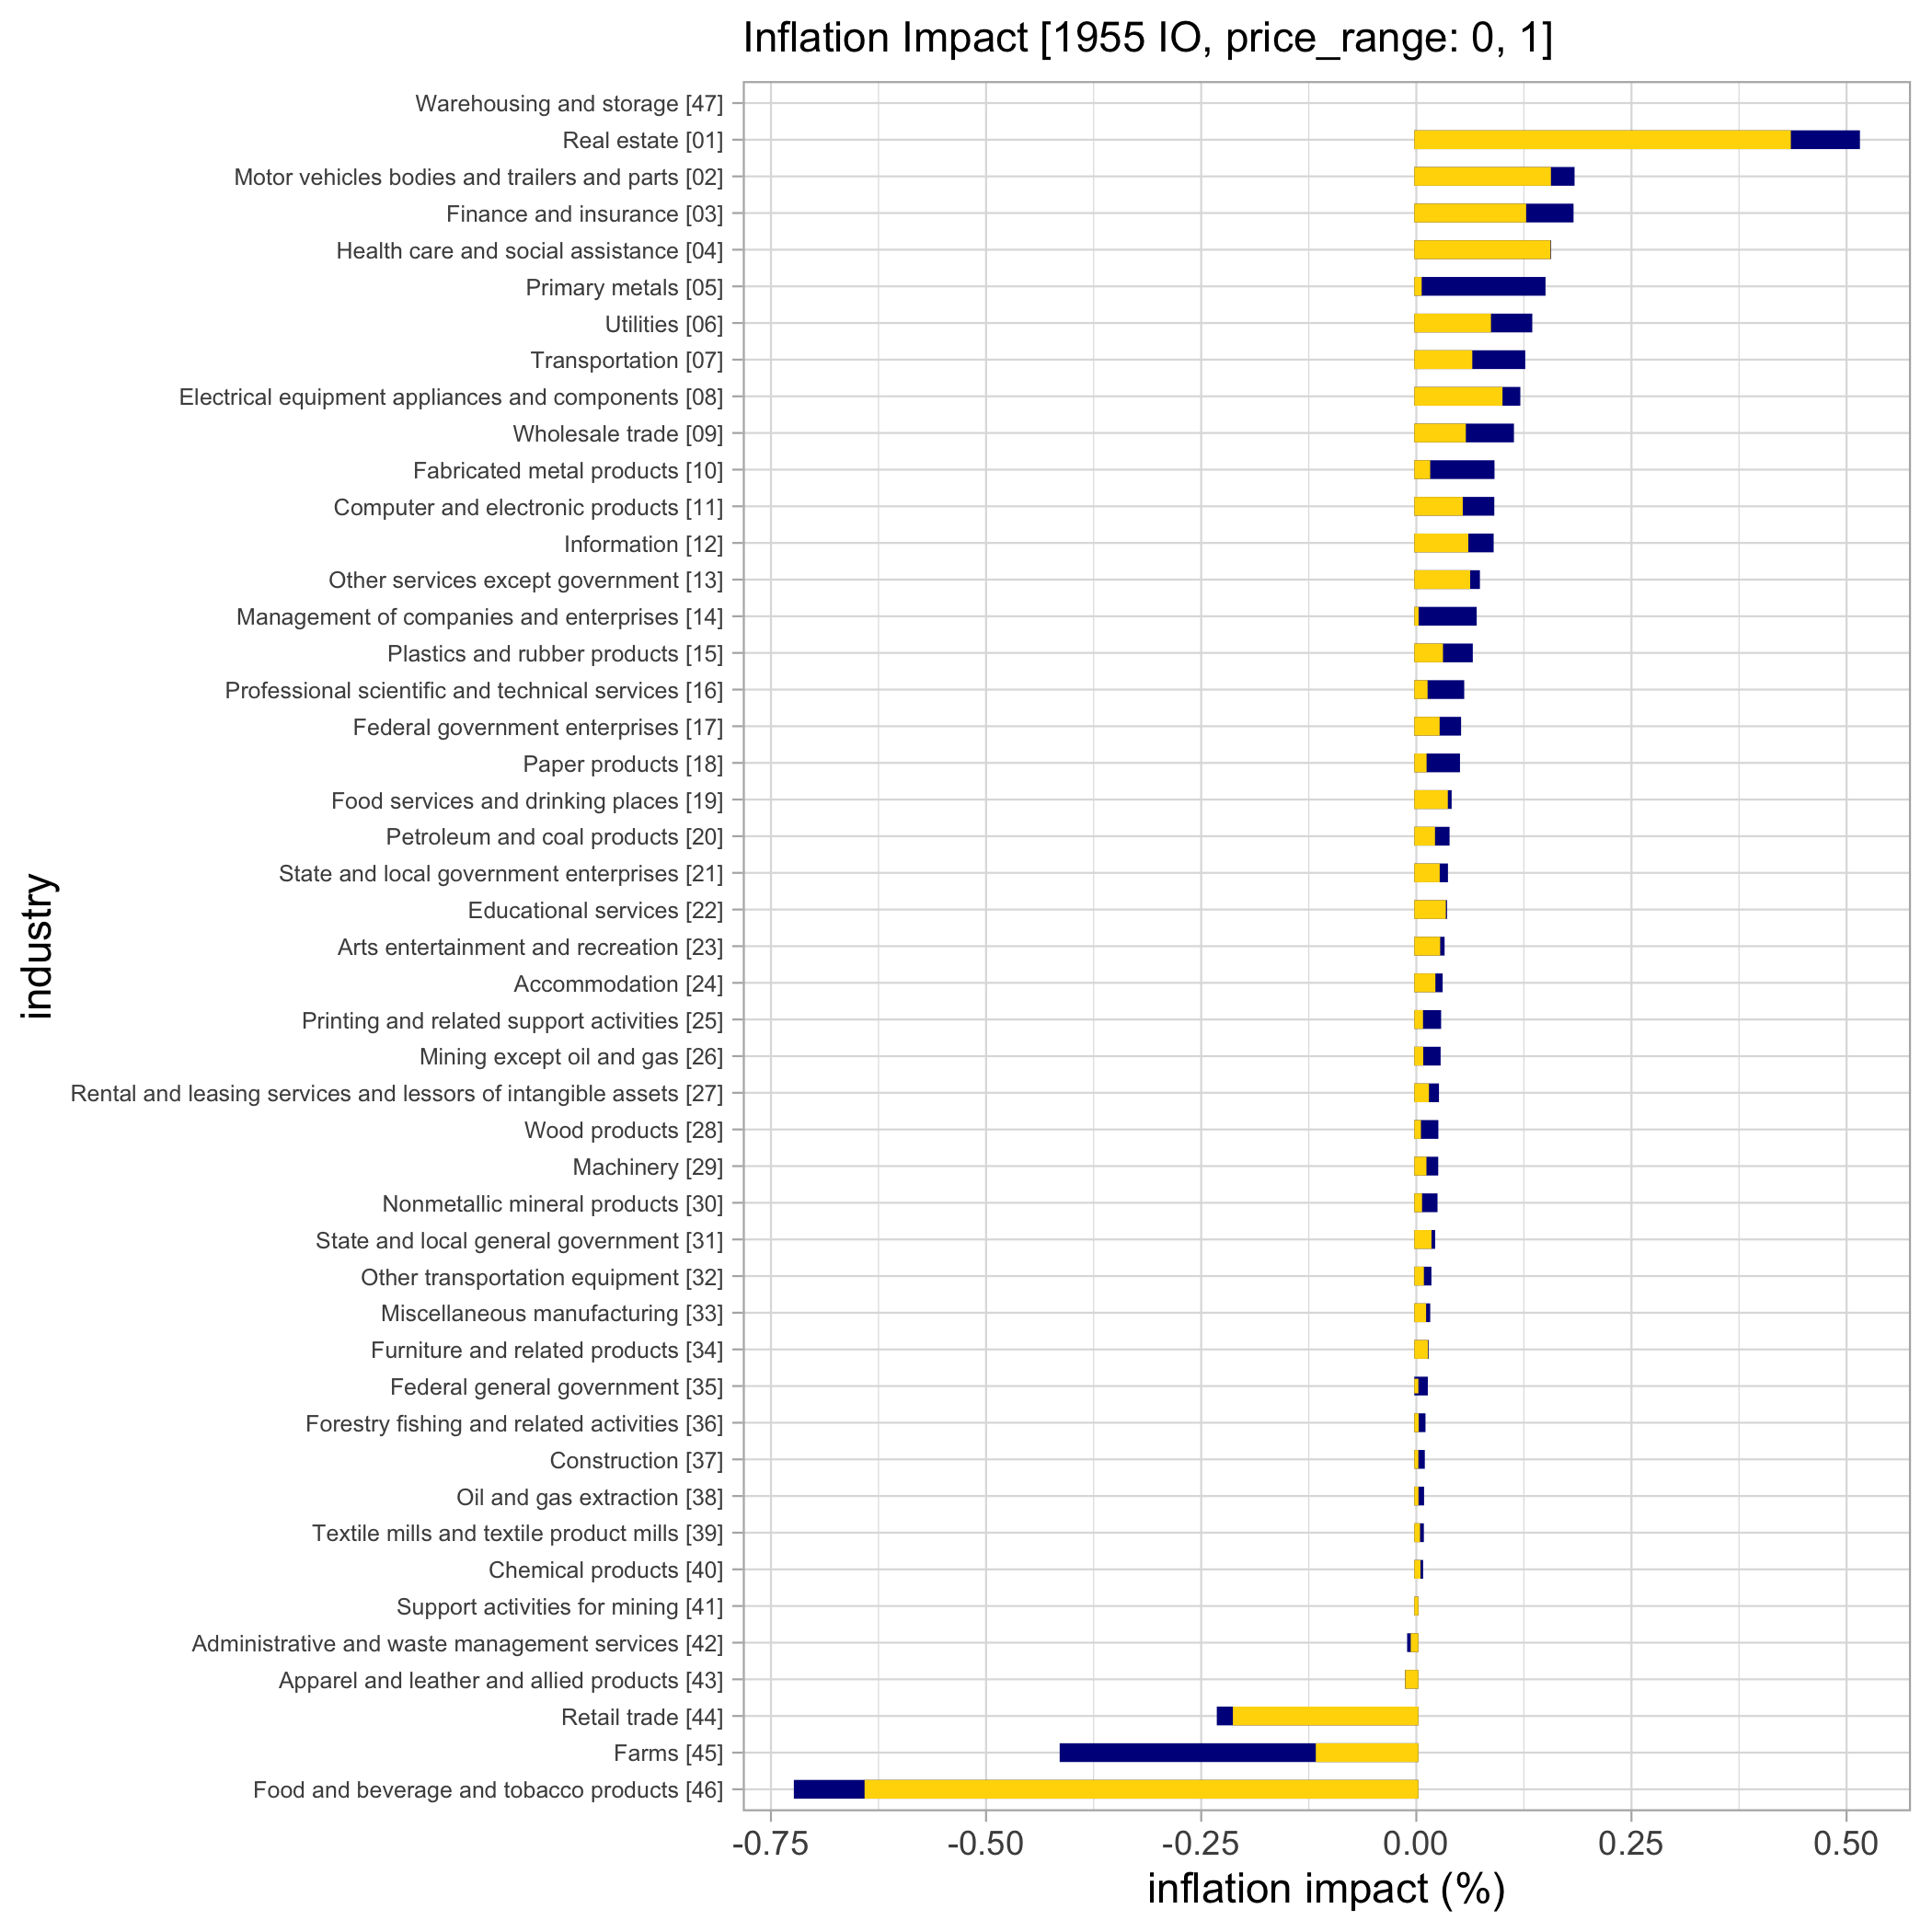 Inflation Impact [1955 IO, price_range: 0, 1]
Warehousing and storage [47]
Real estate [01]
Motor vehicles bodies and trailers and parts [02]
Finance and insurance [03]
Health care and social assistance [04]
Primary metals [05]
Utilities [06]
Transportation [07]
Electrical equipment appliances and components [08]
Wholesale trade [09]
Fabricated metal products [10]
Computer and electronic products [11]
Information [12]
Other services except government [13]
Management of companies and enterprises [14]
Plastics and rubber products [15]
Professional scientific and technical services [16]
Federal government enterprises [17]
Paper products [18]
Food services and drinking places [19]
Petroleum and coal products [20]
State and local government enterprises [21]
Educational services [22]
Arts entertainment and recreation [23]
Accommodation [24]
Printing and related support activities [25]
Mining except oil and gas [26]
Rental and leasing services and lessors of intangible assets [27]
Wood products [28]
Machinery [29]
Nonmetallic mineral products [30]
State and local general government [31]
Other transportation equipment [32]
Miscellaneous manufacturing [33]
Furniture and related products [34]
Federal general government [35]
Forestry fishing and related activities [36]
Construction [37]
Oil and gas extraction [38]
Textile mills and textile product mills [39]
Chemical products [40]
Support activities for mining [41]
Administrative and waste management services [42]
Apparel and leather and allied products [43]
Retail trade [44]
Farms [45]
Food and beverage and tobacco products [46]
industry
-0.75 -0.50 -0.25 0.00 0.25 0.50
inflation impact (%)